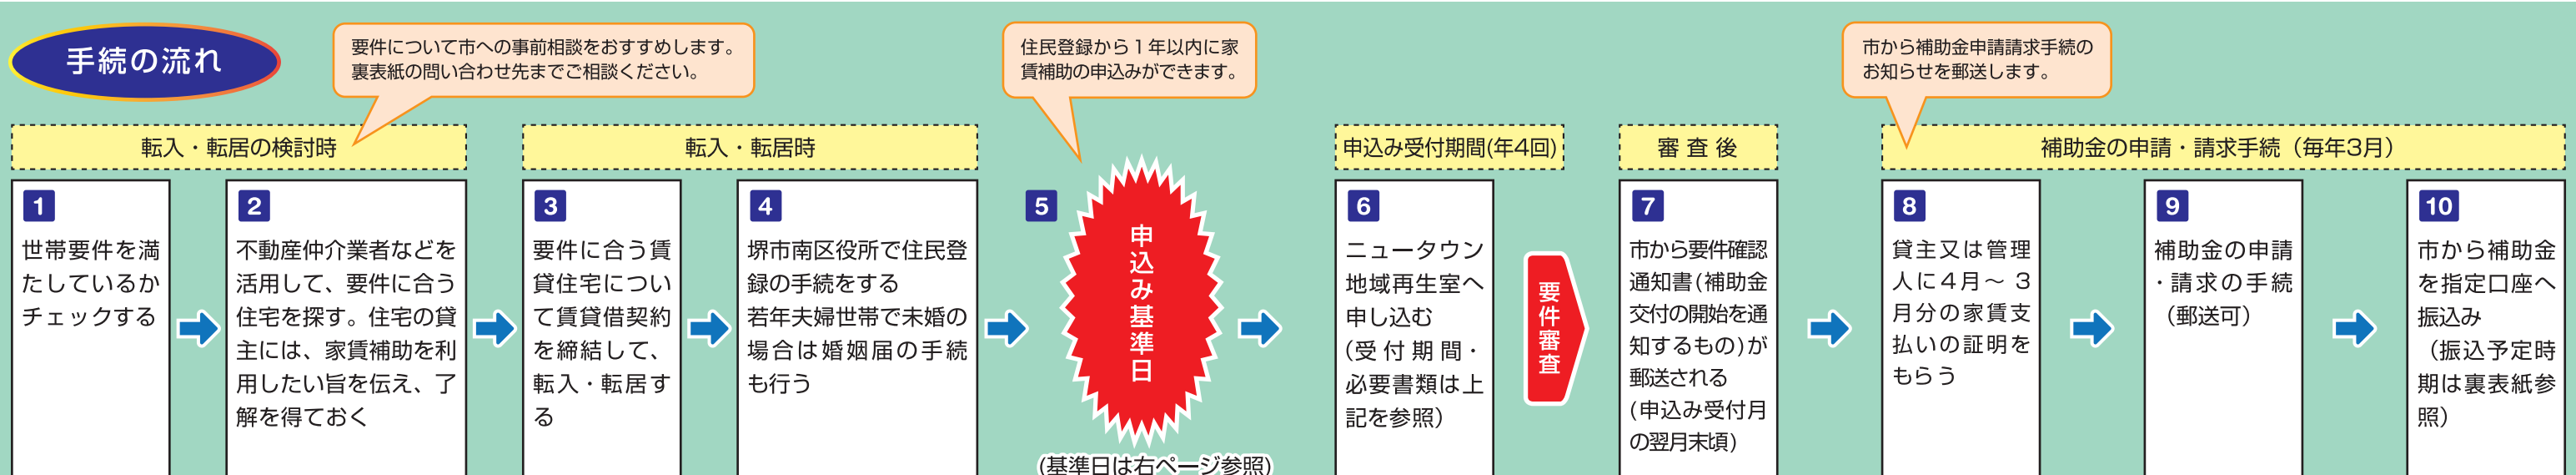 手続の流れ
要件について市への事前相談をおすすめします。
裏表紙の問い合わせ先までご相談ください。
住民登録から1年以内に家
賃補助の申込みができます。
市から補助金申請請求手続の
お知らせを郵送します。
転入・転居の検討時
転入・転居時
申込み受付期間(年4回)
審査後
補助金の申請・請求手続（毎年3月）
1
世帯要件を満
たしているか
チェックする
2
不動産仲介業者などを
活用して、要件に合う
住宅を探す。住宅の貸
主には、家賃補助を利
用したい旨を伝え、了
解を得ておく
3
要件に合う賃
貸住宅につい
て賃貸借契約
を締結して、
転入・転居す
る
4
堺市南区役所で住民登
録の手続をする
若年夫婦世帯で未婚の
場合は婚姻届の手続
も行う
5
申込み基準日
(基準日は右ページ参照)
6
ニュータウン
地域再生室へ
申し込む
(受付期間・
必要書類は上
記を参照)
要件審査
7
市から要件確認
通知書(補助金
交付の開始を通
知するもの)が
郵送される
(申込み受付月
の翌月末頃)
8
貸主又は管理
人に4月～3
月分の家賃支
払いの証明を
もらう
9
補助金の申請
・請求の手続
（郵送可）
10
市から補助金
を指定口座へ
振込み
（振込予定時
期は裏表紙参
照）